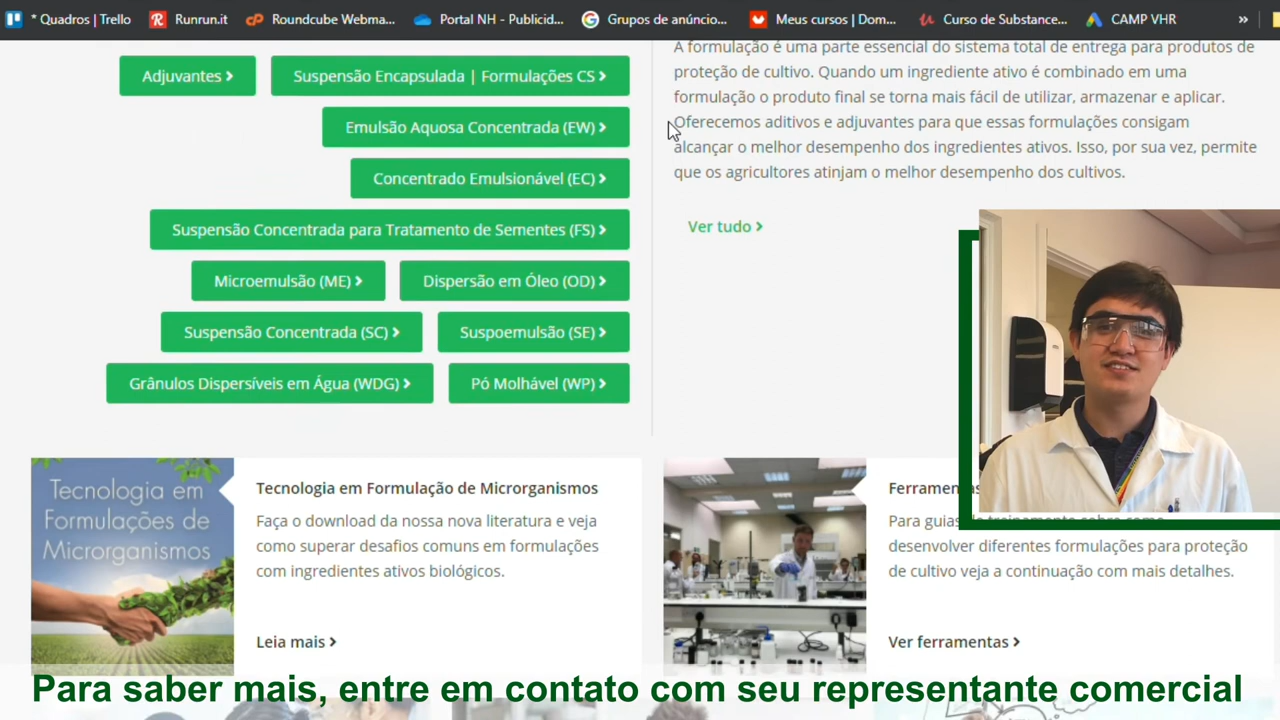 * Quadros | Trello
Runrun.it
Roundcube Webma...
Portal NH - Publicid...
Grupos de anúncio...
Meus cursos | Dom...
Curso de Substance...
CAMP VHR
»
Adjuvantes
Suspensão Encapsulada | Formulações CS
Emulsão Aquosa Concentrada (EW)
Concentrado Emulsionável (EC)
Suspensão Concentrada para Tratamento de Sementes (FS)
Microemulsão (ME)
Dispersão em Óleo (OD)
Suspensão Concentrada (SC)
Suspoemulsão (SE)
Grânulos Dispersíveis em Água (WDG)
Pó Molhável (WP)
A formulação é uma parte essencial do sistema total de entrega para produtos de
proteção de cultivo. Quando um ingrediente ativo é combinado em uma
formulação o produto final se torna mais fácil de utilizar, armazenar e aplicar.
Oferecemos aditivos e adjuvantes para que essas formulações consigam
alcançar o melhor desempenho dos ingredientes ativos. Isso, por sua vez, permite
que os agricultores atinjam o melhor desempenho dos cultivos.
Ver tudo
Tecnologia em
Formulações de
Microrganismos
Tecnologia em Formulação de Microrganismos
Faça o download da nossa nova literatura e veja
como superar desafios comuns em formulações
com ingredientes ativos biológicos.
Leia mais
Ferramentas
Para guias de treinamento sobre como
desenvolver diferentes formulações para proteção
de cultivo veja a continuação com mais detalhes.
Ver ferramentas
Para saber mais, entre em contato com seu representante comercial